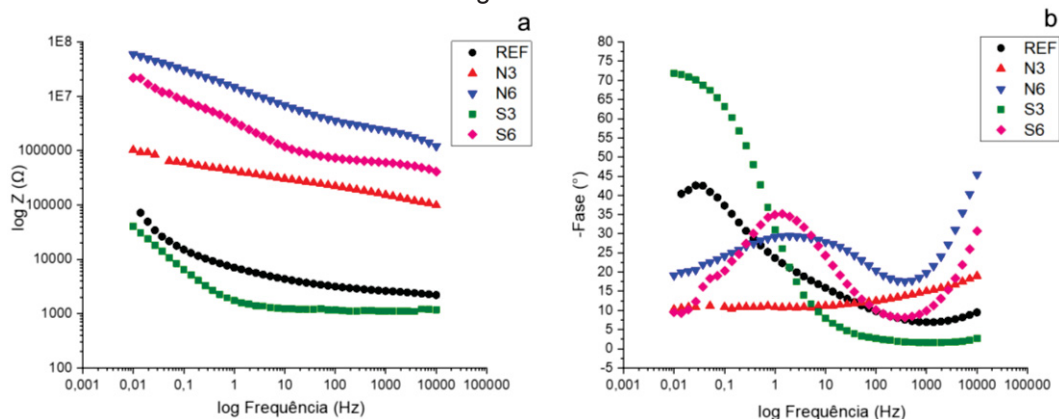 a
1E8
1E7
1000000
100000
10000
1000
100
log Z (Ω)
REF
N3
N6
S3
S6
0,001 0,01 0,1 1 10 100 1000 10000 100000
log Frequência (Hz)
b
80
75
70
65
60
55
50
45
40
35
30
25
20
15
10
5
0
-5
-Fase (°)
REF
N3
N6
S3
S6
0,001 0,01 0,1 1 10 100 1000 10000 100000
log Frequência (Hz)